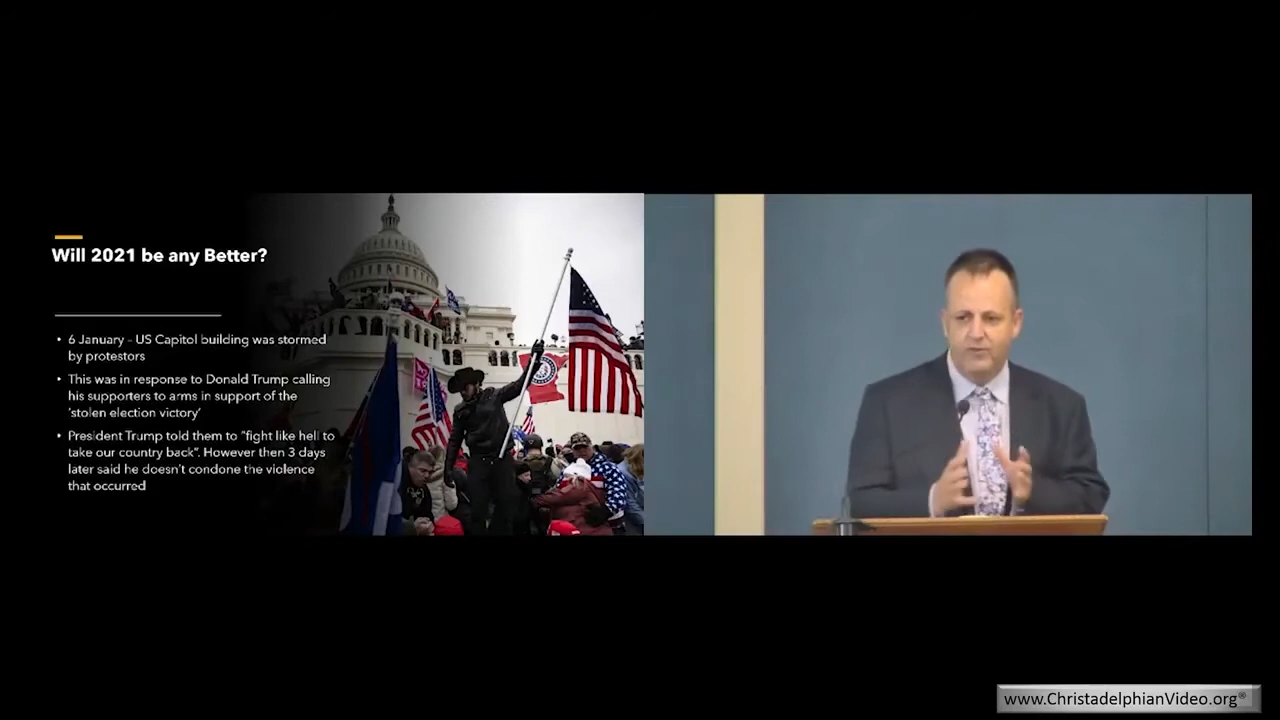 Will 2021 be any Better?
• 6 January - US Capitol building was stormed
by protestors
• This was in response to Donald Trump calling
his supporters to arms in support of the
'stolen election victory'
• President Trump told them to "fight like hell to
take our country back". However then 3 days
later said he doesn't condone the violence
that occurred
www.ChristadelphianVideo.org®